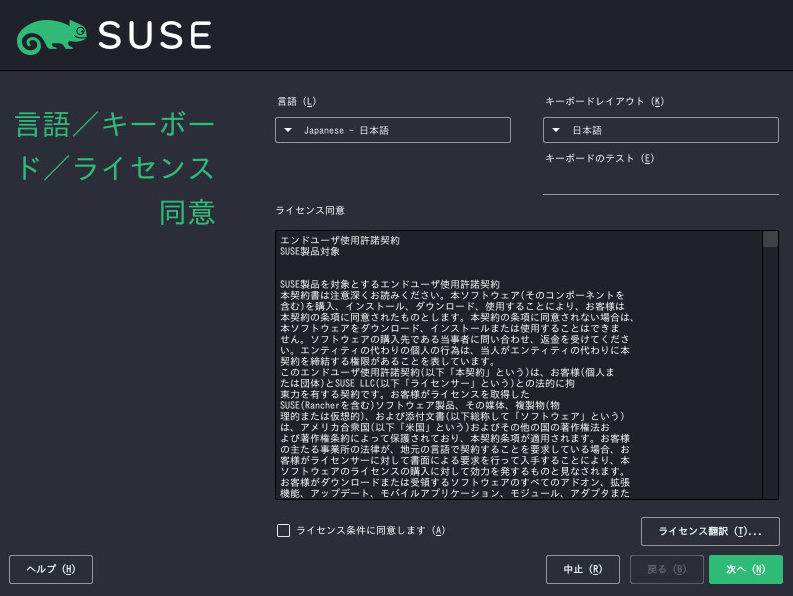 SUSE
言語／キーボー
ド／ライセンス
同意
言語 (L)
キーボードレイアウト (K)
Japanese - 日本語
日本語
キーボードのテスト (E)
ライセンス同意
エンドユーザ使用許諾契約
SUSE製品対象
SUSE製品を対象とするエンドユーザ使用許諾契約
本契約書は注意深くお読みください。本ソフトウェア(そのコンポーネントを
含む)を購入、インストール、ダウンロード、使用することにより、お客様は
本契約の条項に同意されたものとします。本契約の条項に同意されない場合は、
本ソフトウェアをダウンロード、インストールまたは使用することはできま
せん。ソフトウェアの購入先である当事者に問い合わせ、返金を受けてくださ
い。エンティティの代わりの個人の行為は、当人がエンティティの代わりに本
契約を締結する権限があることを表しています。
このエンドユーザ使用許諾契約(以下「本契約」という)は、お客様(個人ま
たは団体)とSUSE LLC(以下「ライセンサー」という)との法的に拘
束力を有する契約です。お客様がライセンスを取得した
SUSE(Rancherを含む)ソフトウェア製品、その媒体、複製物(物
理的または仮想的)、および添付文書(以下総称して「ソフトウェア」という)
は、アメリカ合衆国(以下「米国」という)およびその他の国の著作権法お
よび著作権条約によって保護されており、本契約条項が適用されます。お客様
の主たる事業所の法律が、地元の言語で契約することを要求している場合、お
客様がライセンサーに対して書面による要求を行って入手することにより、本
ソフトウェアのライセンスの購入に対して効力を発するものと見なされます。
お客様がダウンロードまたは受領するソフトウェアのすべてのアドオン、拡張
機能、アップデート、モバイルアプリケーション、モジュール、アダプタまた
ライセンス条件に同意します (A)
ライセンス翻訳 (T)...
ヘルプ (H)
中止 (R)
戻る (B)
次へ (N)